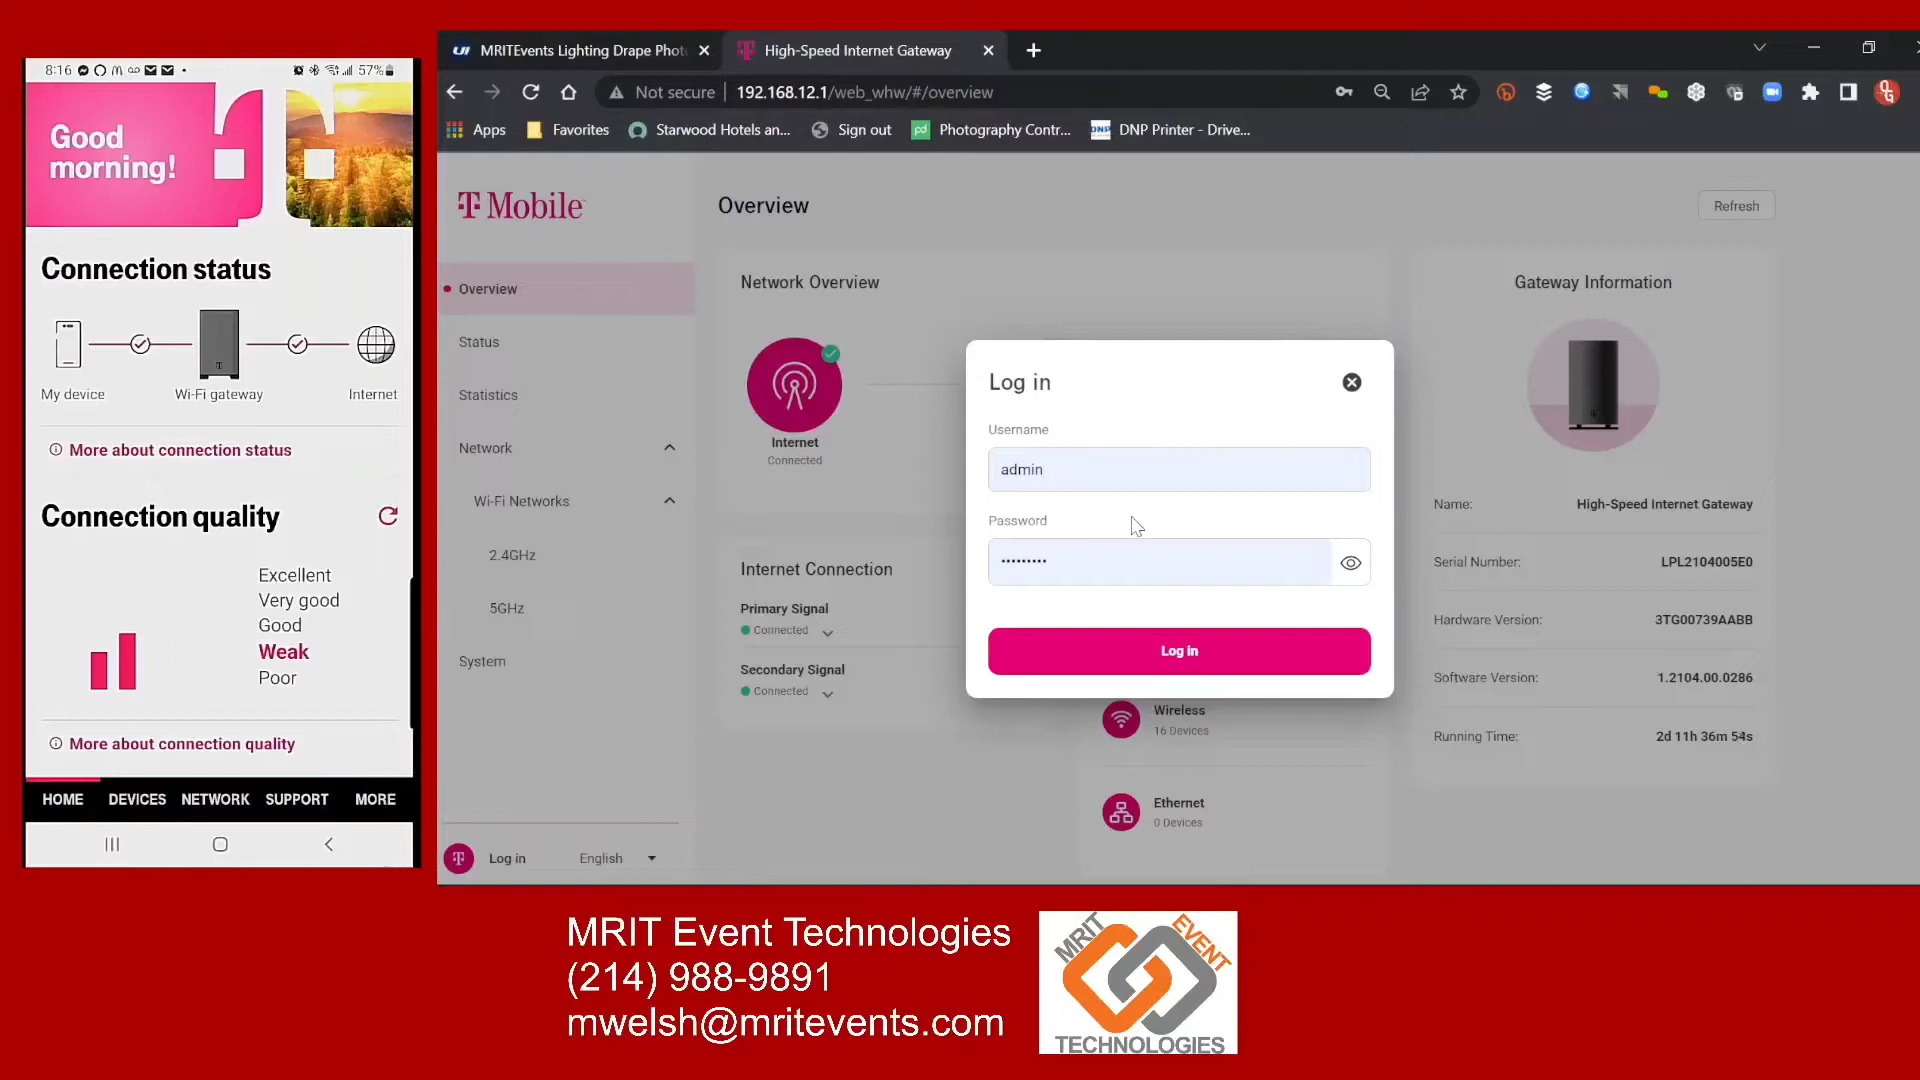 8:16
57%
Good
morning!
Connection status
My device
Wi-Fi gateway
Internet
More about connection status
Connection quality
Excellent
Very good
Good
Weak
Poor
More about connection quality
HOME
DEVICES
NETWORK
SUPPORT
MORE
MRITEvents Lighting Drape Phot
High-Speed Internet Gateway
Not secure
192.168.12.1/web_whw/#/overview
Apps
Favorites
Starwood Hotels an...
Sign out
pd
Photography Contr...
DNP
DNP Printer - Drive...
T Mobile
Overview
Refresh
Overview
Status
Statistics
Network
Wi-Fi Networks
2.4GHz
5GHz
System
Log in
English
Network Overview
Internet
Connected
Internet Connection
Primary Signal
Connected
Secondary Signal
Connected
Log in
Username
admin
Password
•••••••••
Log in
Wireless
16 Devices
Ethernet
0 Devices
Gateway Information
Name: High-Speed Internet Gateway
Serial Number: LPL2104005E0
Hardware Version: 3TG00739AABB
Software Version: 1.2104.00.0286
Running Time: 2d 11h 36m 54s
MRIT Event Technologies
(214) 988-9891
mwelsh@mritevents.com
MRIT
EVENT
TECHNOLOGIES